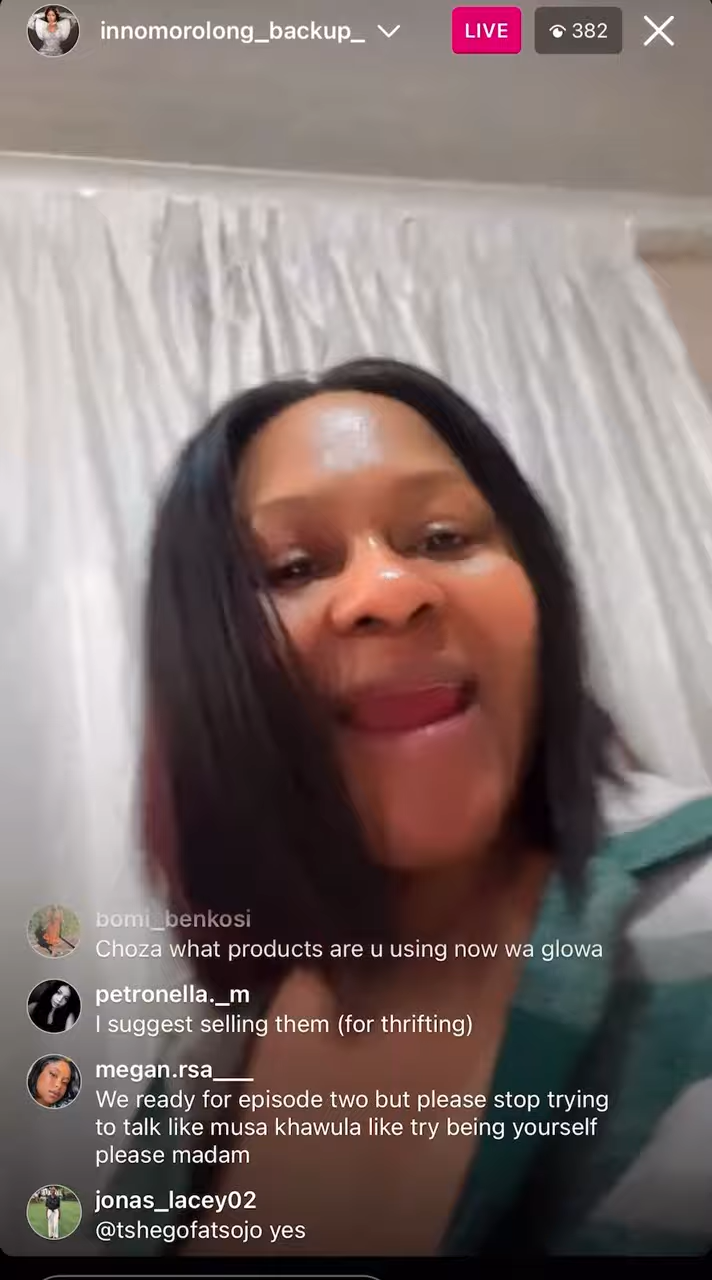 innomorolong_backup_
LIVE
382
bomi_benkosi
Choza what products are u using now wa glowa
petronella._m
I suggest selling them (for thrifting)
megan.rsa___
We ready for episode two but please stop trying
to talk like musa khawula like try being yourself
please madam
jonas_lacey02
@tshegofatsojo yes